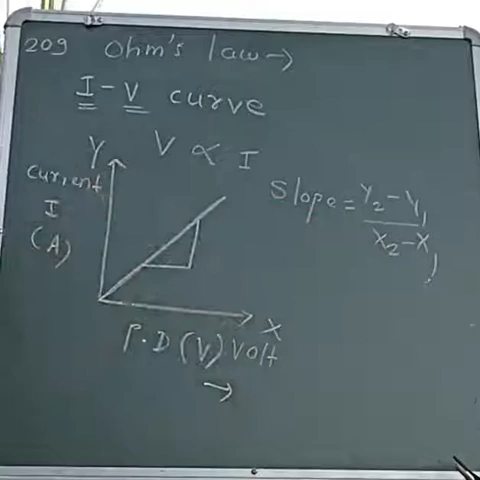 209 Ohm's law →
I - V curve
V ∝ I
Y
Current
I
(A)
Slope = Y₂ - Y₁
X₂ - X₁
X
P.D (V) Volt
→